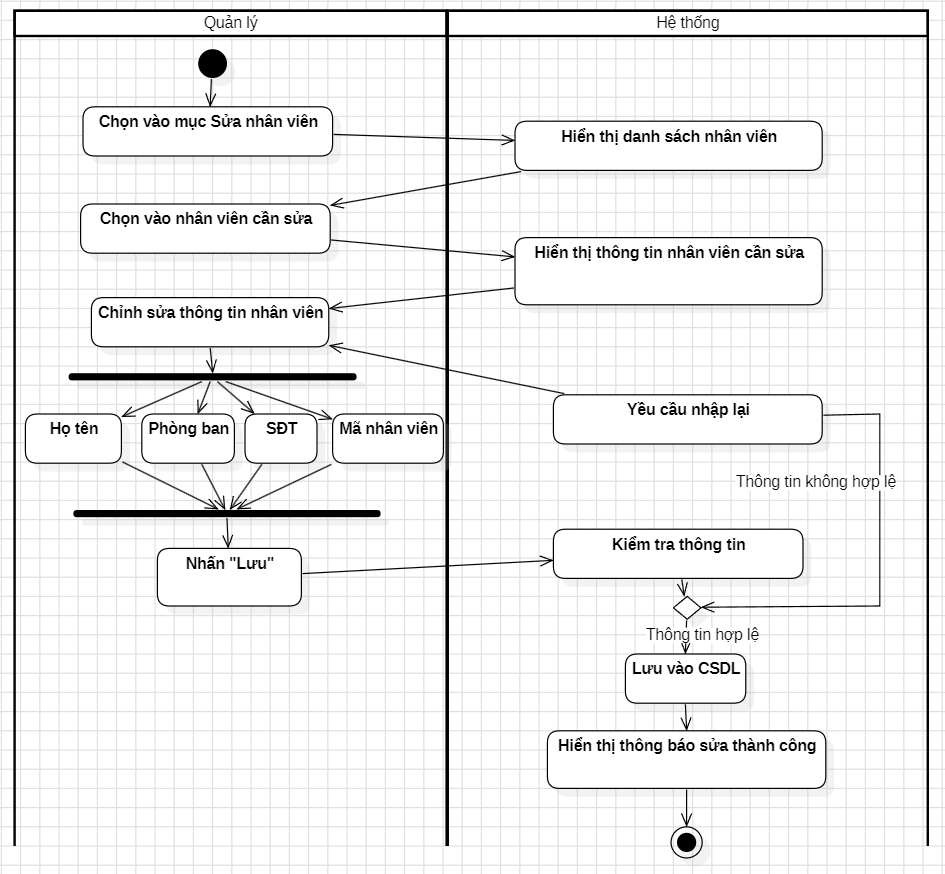 Quản lý
Hệ thống
Chọn vào mục Sửa nhân viên
Hiển thị danh sách nhân viên
Chọn vào nhân viên cần sửa
Hiển thị thông tin nhân viên cần sửa
Chỉnh sửa thông tin nhân viên
Yều cầu nhập lại
Họ tên
Phòng ban
SĐT
Mã nhân viên
Thông tin không hợp lệ
Kiểm tra thông tin
Nhấn "Lưu"
Thông tin hợp lệ
Lưu vào CSDL
Hiển thị thông báo sửa thành công